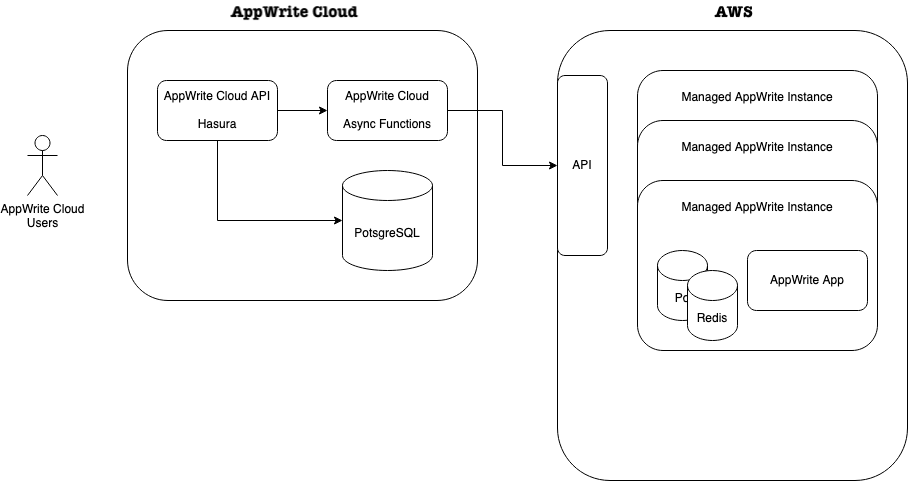 AppWrite Cloud
AWS
AppWrite Cloud API
Hasura
AppWrite Cloud
Async Functions
PotsgreSQL
AppWrite Cloud
Users
API
Managed AppWrite Instance
Managed AppWrite Instance
Managed AppWrite Instance
AppWrite App
Redis